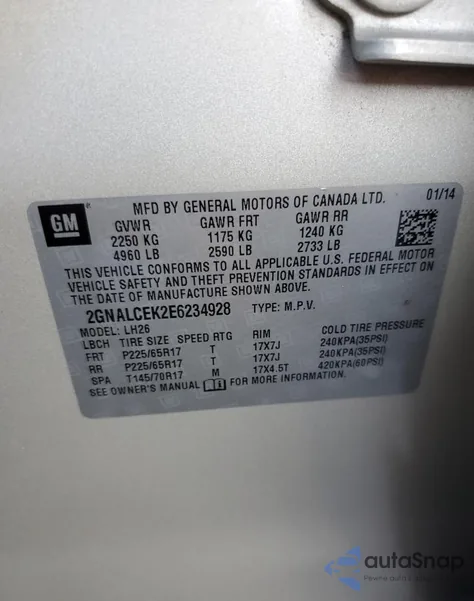 GM
MFD BY GENERAL MOTORS OF CANADA LTD. 01/14
GVWR GAWR FRT GAWR RR
2250 KG 1175 KG 1240 KG
4960 LB 2590 LB 2733 LB
THIS VEHICLE CONFORMS TO ALL APPLICABLE U.S. FEDERAL MOTOR
VEHICLE SAFETY AND THEFT PREVENTION STANDARDS IN EFFECT ON
THE DATE OF MANUFACTURE SHOWN ABOVE.
2GNALCEK2E6234928 TYPE: M.P.V.
MODEL: LH26
LBCH TIRE SIZE SPEED RTG RIM COLD TIRE PRESSURE
FRT P225/65R17 T 17X7J 240KPA(35PSI)
RR P225/65R17 T 17X7J 240KPA(35PSI)
SPA T145/70R17 M 17X4.5T 420KPA(60PSI)
SEE OWNER'S MANUAL FOR MORE INFORMATION.
autoSnap